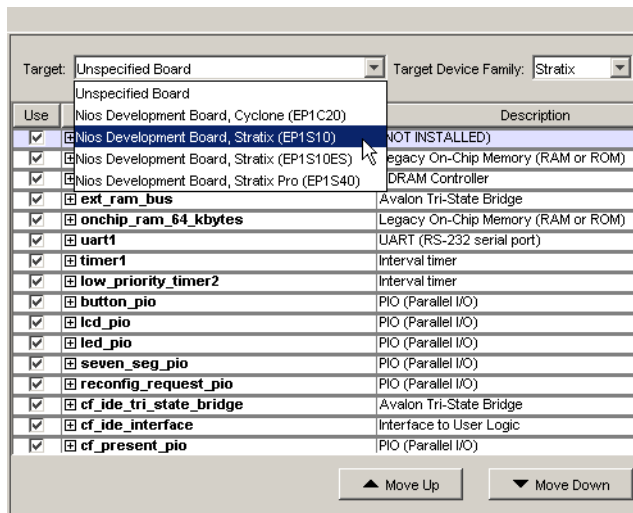 Target: Unspecified Board Target Device Family: Stratix
Unspecified Board
Use Nios Development Board, Cyclone (EP1C20) Description
Nios Development Board, Stratix (EP1S10) NOT INSTALLED)
Nios Development Board, Stratix (EP1S10ES) Legacy On-Chip Memory (RAM or ROM)
Nios Development Board, Stratix Pro (EP1S40) DRAM Controller
ext_ram_bus Avalon Tri-State Bridge
onchip_ram_64_kbytes Legacy On-Chip Memory (RAM or ROM)
uart1 UART (RS-232 serial port)
timer1 Interval timer
low_priority_timer2 Interval timer
button_pio PIO (Parallel I/O)
lcd_pio PIO (Parallel I/O)
led_pio PIO (Parallel I/O)
seven_seg_pio PIO (Parallel I/O)
reconfig_request_pio PIO (Parallel I/O)
cf_ide_tri_state_bridge Avalon Tri-State Bridge
cf_ide_interface Interface to User Logic
cf_present_pio PIO (Parallel I/O)
Move Up Move Down